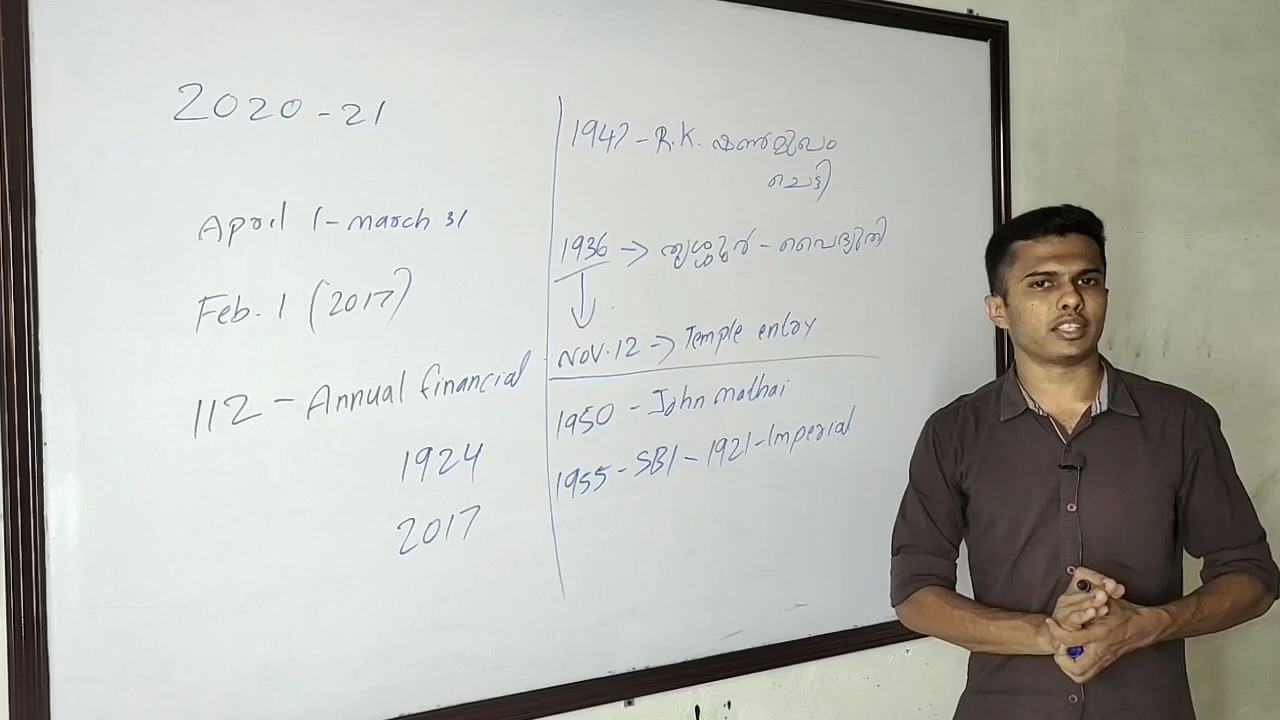 2020-21
April 1-march 31
Feb. 1 (2017)
112 - Annual financial
1924
2017
1947 - R.K. ഷൺമുഖം
ചെട്ടി
1936 → തൃശ്ശൂർ - വൈദ്യുതി
Nov. 12 → Temple entry
1950 - John mathai
1955 - SBI - 1921 - Imperial